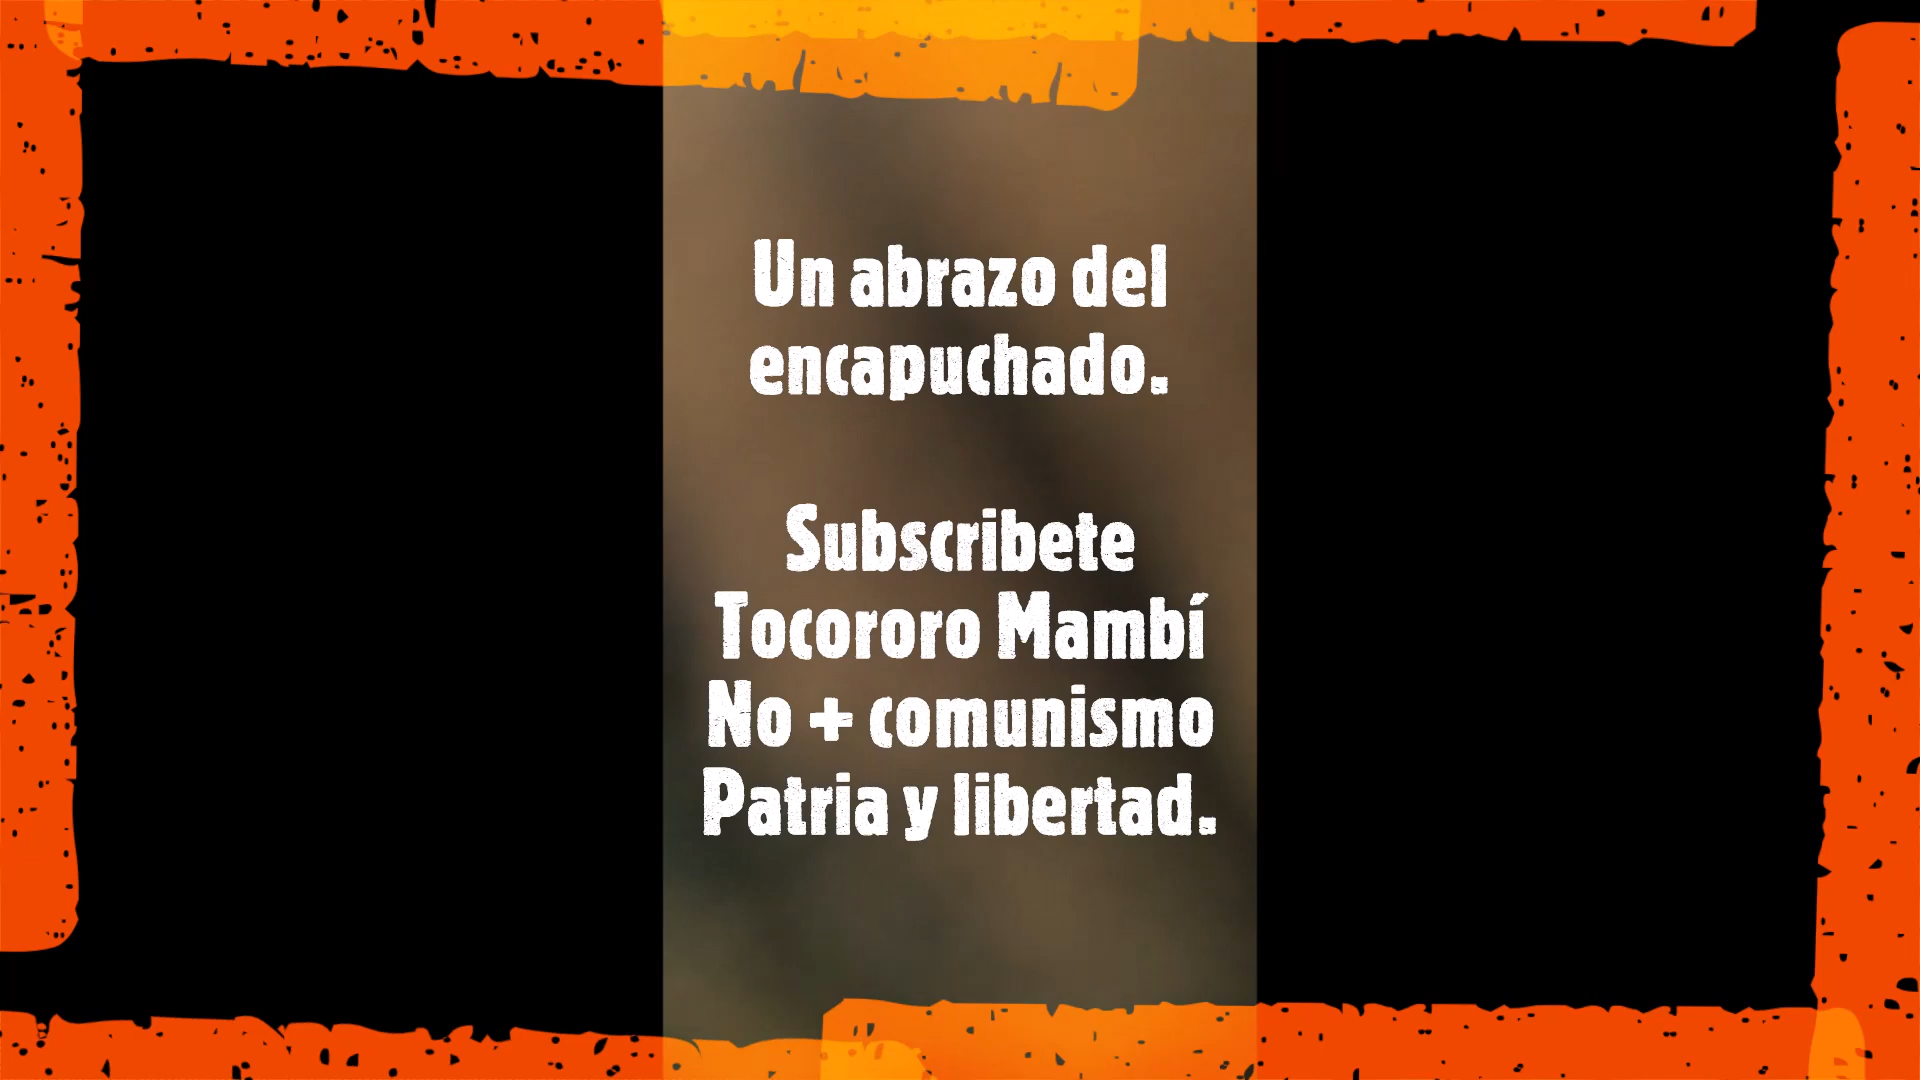 Un abrazo del
encapuchado.
Subscribete
Tocororo Mambí
No + comunismo
Patria y libertad.